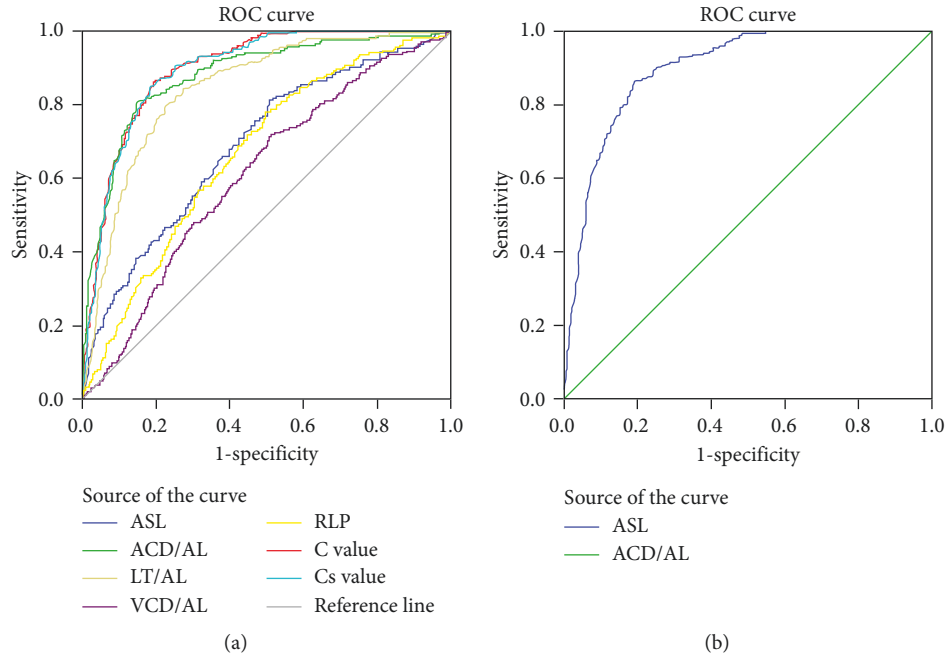 ROC curve
1.0
0.8
0.6
0.4
0.2
0.0
Sensitivity
0.0 0.2 0.4 0.6 0.8 1.0
1-specificity
Source of the curve
ASL RLP
ACD/AL C value
LT/AL Cs value
VCD/AL Reference line
(a)
ROC curve
1.0
0.8
0.6
0.4
0.2
0.0
Sensitivity
0.0 0.2 0.4 0.6 0.8 1.0
1-specificity
Source of the curve
ASL
ACD/AL
(b)